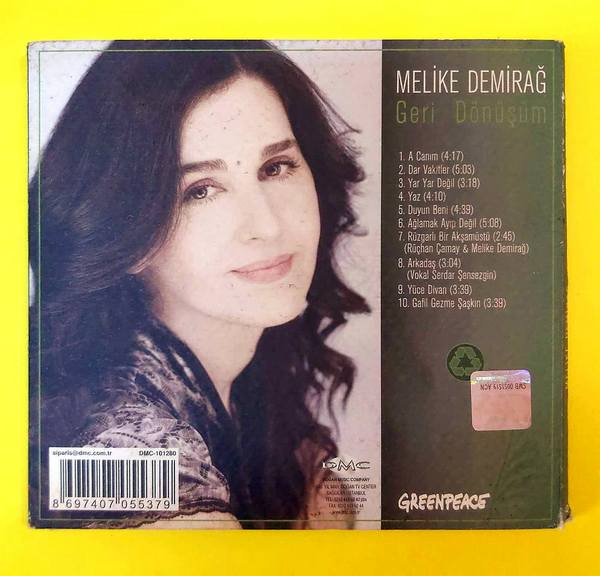 MELİKE DEMİRAĞ
Geri Dönüşüm
1. A Canım (4:17)
2. Dar Vakitler (5:03)
3. Yar Yar Değil (3:18)
4. Yaz (4:10)
5. Duyun Beni (4:39)
6. Ağlamak Ayıp Değil (5:08)
7. Rüzgarlı Bir Akşamüstü (2:45)
(Rüçhan Çamay & Melike Demirağ)
8. Arkadaş (3:04)
(Vokal Serdar Şensezgin)
9. Yüce Divan (3:39)
10. Gafil Gezme Şaşkın (3:39)
siparis@dmc.com.tr DMC-101280
8 697407 055379
DMC
DOĞAN MUSIC COMPANY
GREENPEACE